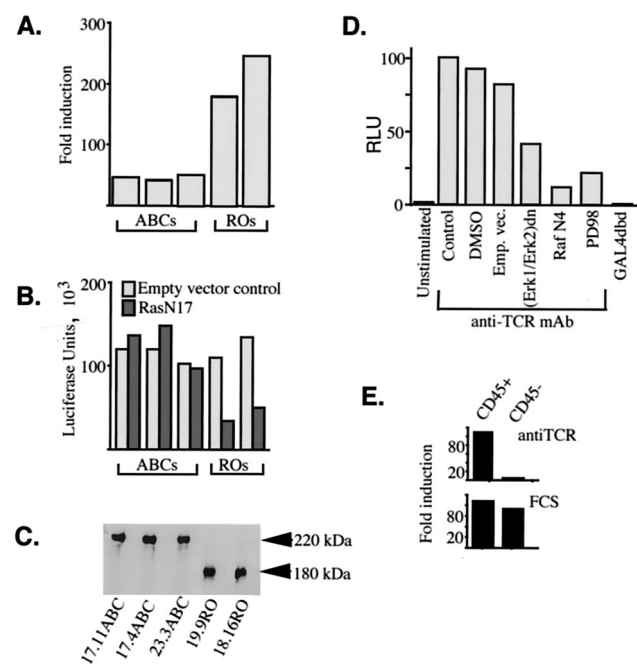 A.
300
200
100
Fold induction
ABCs
ROs
B.
200
100
Luciferase Units, 10³
Empty vector control
RasN17
ABCs
ROs
C.
220 kDa
180 kDa
17.11ABC
17.4ABC
23.3ABC
19.9RO
18.16RO
D.
100
50
0
RLU
Unstimulated
Control
DMSO
Emp. vec.
(Erk1/Erk2)dn
Raf N4
PD98
GAL4dbd
anti-TCR mAb
E.
CD45+
CD45-
antiTCR
80
20
FCS
80
20
Fold induction